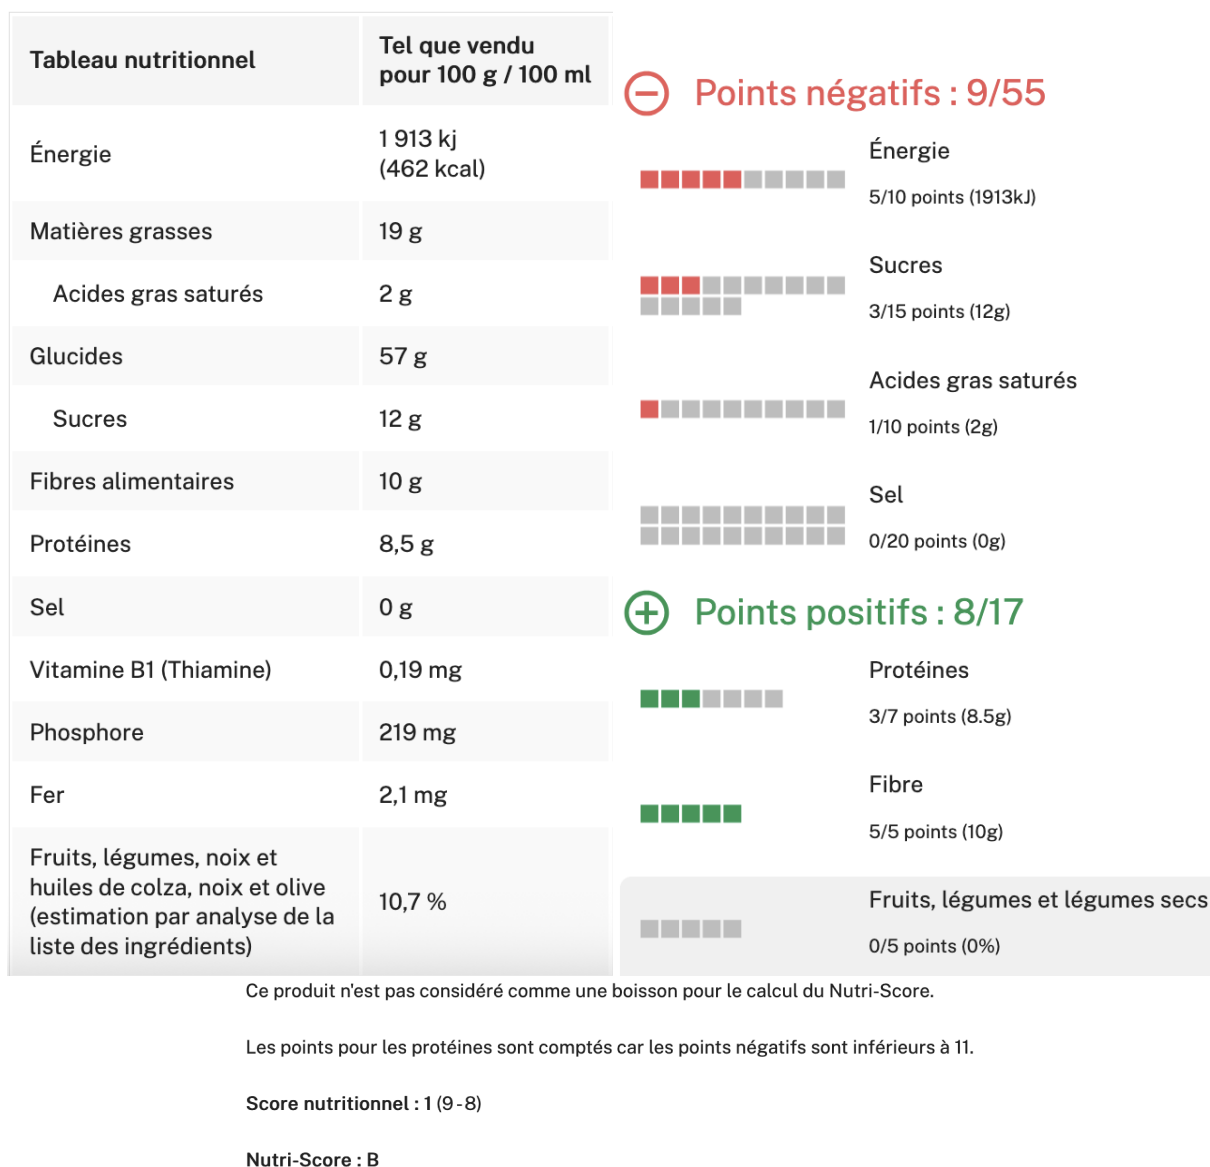 Tableau nutritionnel
Tel que vendu
pour 100 g / 100 ml
Énergie
1 913 kj
(462 kcal)
Matières grasses
19 g
Acides gras saturés
2 g
Glucides
57 g
Sucres
12 g
Fibres alimentaires
10 g
Protéines
8,5 g
Sel
0 g
Vitamine B1 (Thiamine)
0,19 mg
Phosphore
219 mg
Fer
2,1 mg
Fruits, légumes, noix et
huiles de colza, noix et olive
(estimation par analyse de la
liste des ingrédients)
10,7 %
Points négatifs : 9/55
Énergie
5/10 points (1913kJ)
Sucres
3/15 points (12g)
Acides gras saturés
1/10 points (2g)
Sel
0/20 points (0g)
Points positifs : 8/17
Protéines
3/7 points (8.5g)
Fibre
5/5 points (10g)
Fruits, légumes et légumes secs
0/5 points (0%)
Ce produit n'est pas considéré comme une boisson pour le calcul du Nutri-Score.
Les points pour les protéines sont comptés car les points négatifs sont inférieurs à 11.
Score nutritionnel : 1 (9 - 8)
Nutri-Score : B